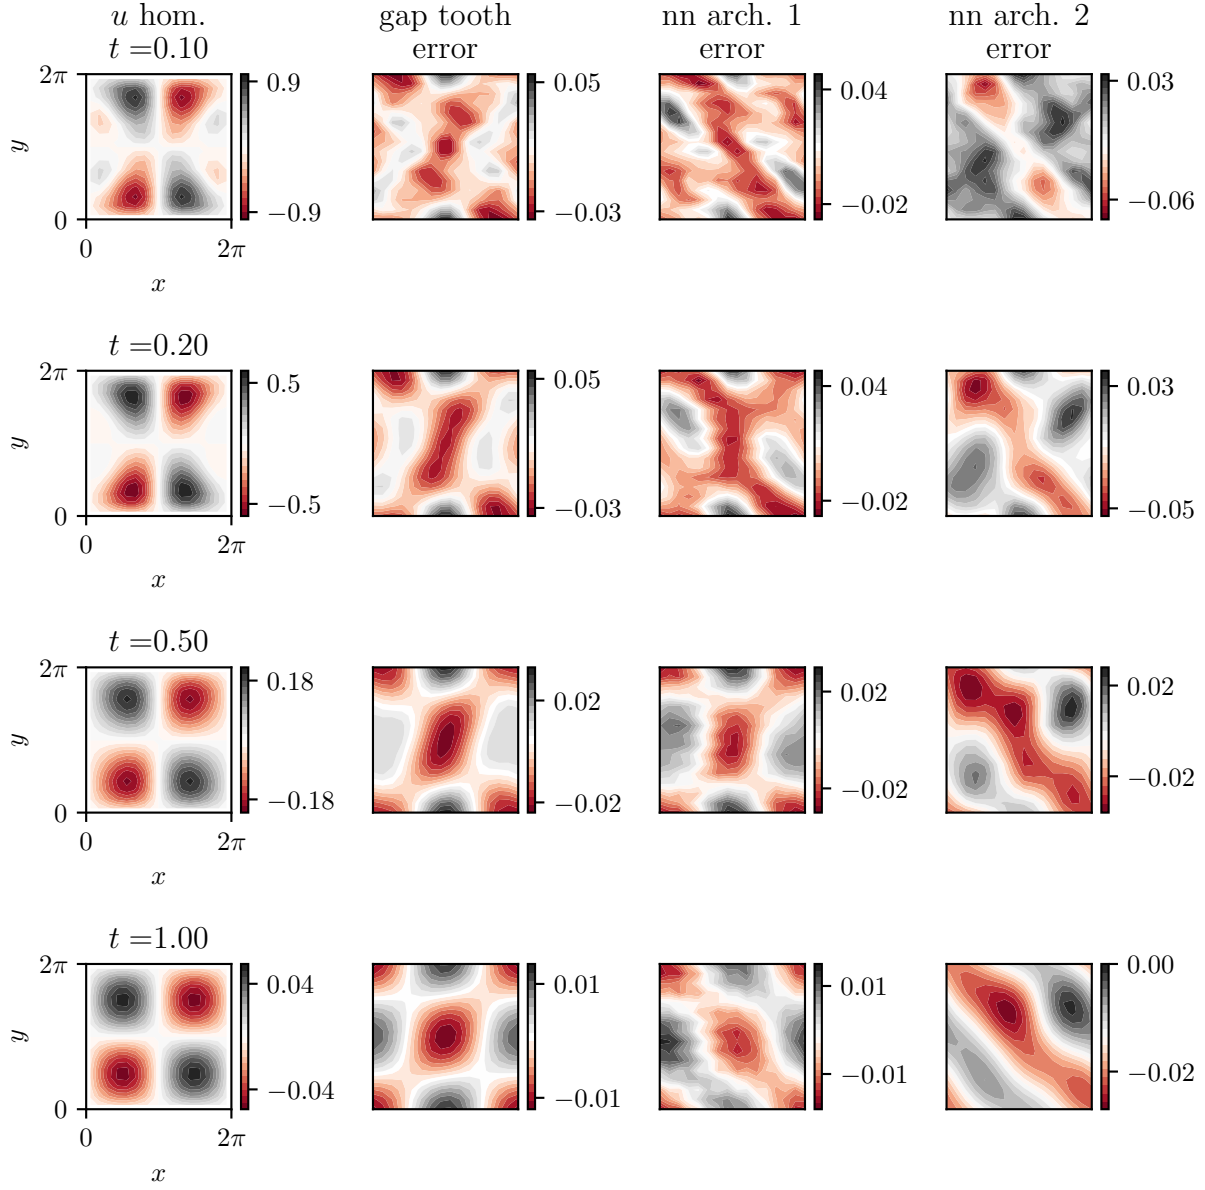 u hom.
t =0.10
gap tooth
error
nn arch. 1
error
nn arch. 2
error
2π
0
y
0
2π
x
0.9
−0.9
0.05
−0.03
0.04
−0.02
0.03
−0.06
t =0.20
2π
0
y
0
2π
x
0.5
−0.5
0.05
−0.03
0.04
−0.02
0.03
−0.05
t =0.50
2π
0
y
0
2π
x
0.18
−0.18
0.02
−0.02
0.02
−0.02
0.02
−0.02
t =1.00
2π
0
y
0
2π
x
0.04
−0.04
0.01
−0.01
0.01
−0.01
0.00
−0.02